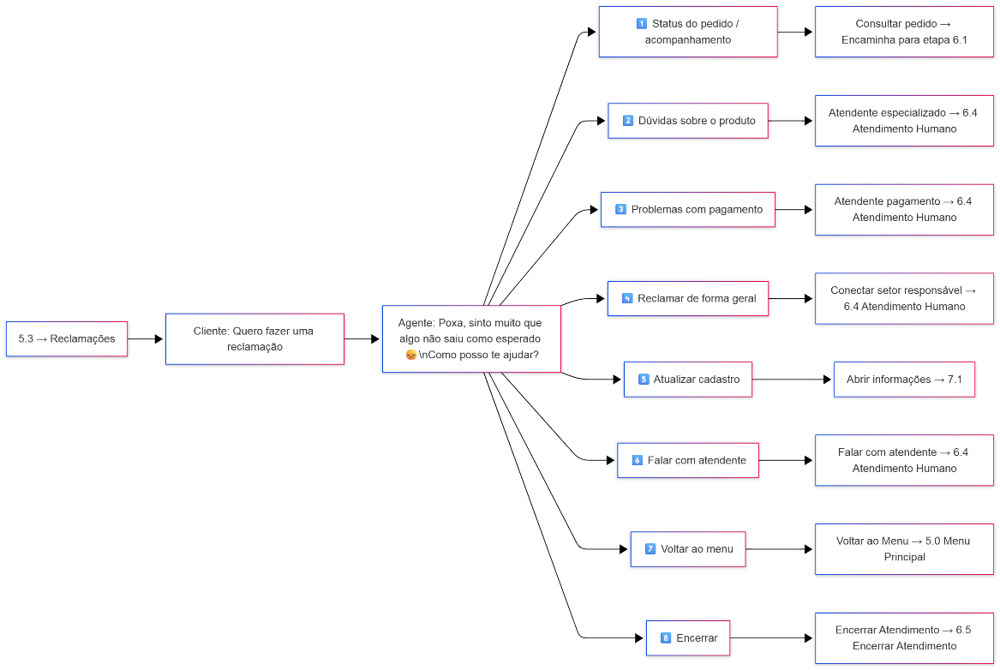 5.3 → Reclamações
Cliente: Quero fazer uma
reclamação
Agente: Poxa, sinto muito que
algo não saiu como esperado
😞\nComo posso te ajudar?
1️⃣ Status do pedido /
acompanhamento
Consultar pedido →
Encaminha para etapa 6.1
2️⃣ Dúvidas sobre o produto
Atendente especializado → 6.4
Atendimento Humano
3️⃣ Problemas com pagamento
Atendente pagamento → 6.4
Atendimento Humano
4️⃣ Reclamar de forma geral
Conectar setor responsável →
6.4 Atendimento Humano
5️⃣ Atualizar cadastro
Abrir informações → 7.1
6️⃣ Falar com atendente
Falar com atendente → 6.4
Atendimento Humano
7️⃣ Voltar ao menu
Voltar ao Menu → 5.0 Menu
Principal
8️⃣ Encerrar
Encerrar Atendimento → 6.5
Encerrar Atendimento